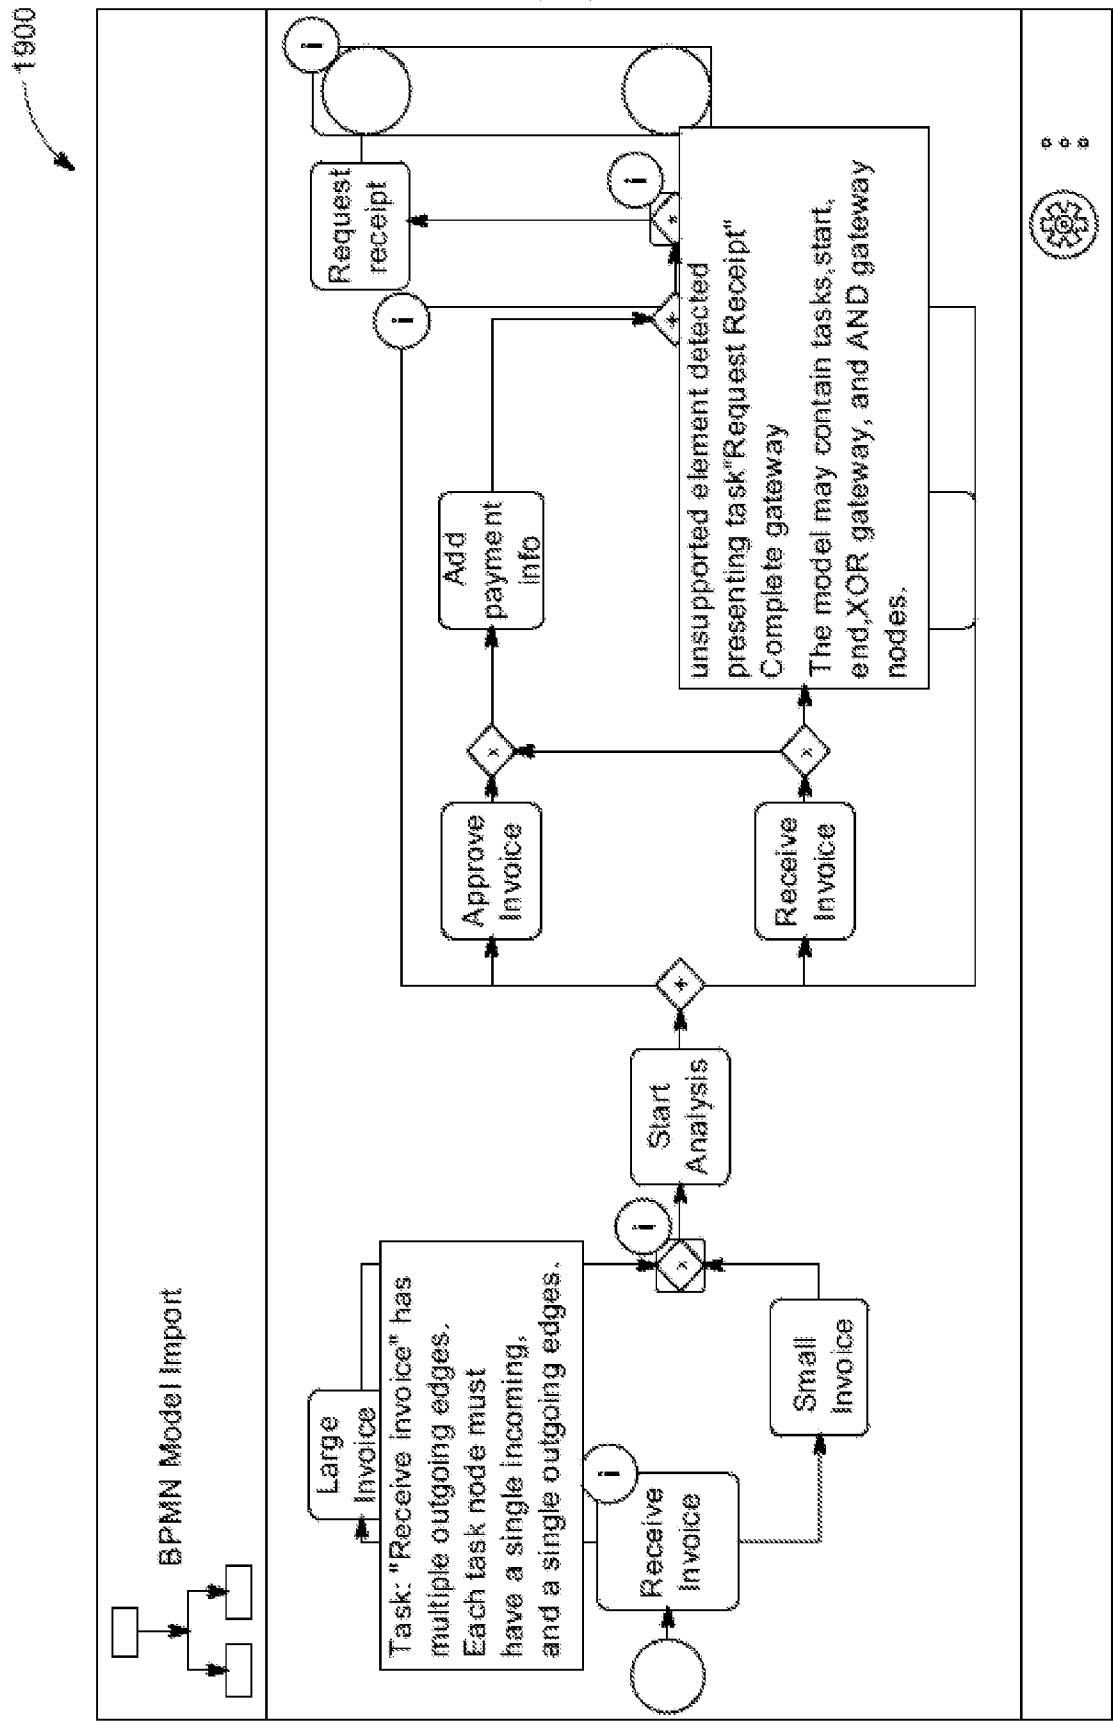 1900
BPMN Model Import
Large
Invoice
Task: "Receive invoice" has
multiple outgoing edges.
Each task node must
have a single incoming,
and a single outgoing edges.
Receive
Invoice
Small
Invoice
Start
Analysis
Approve
Invoice
Receive
Invoice
Add
payment
info
Request
receipt
unsupported element detected
presenting task"Request Receipt"
Complete gateway
The model may contain tasks,start,
end,XOR gateway, and AND gateway
nodes.
i
i
i
i
i